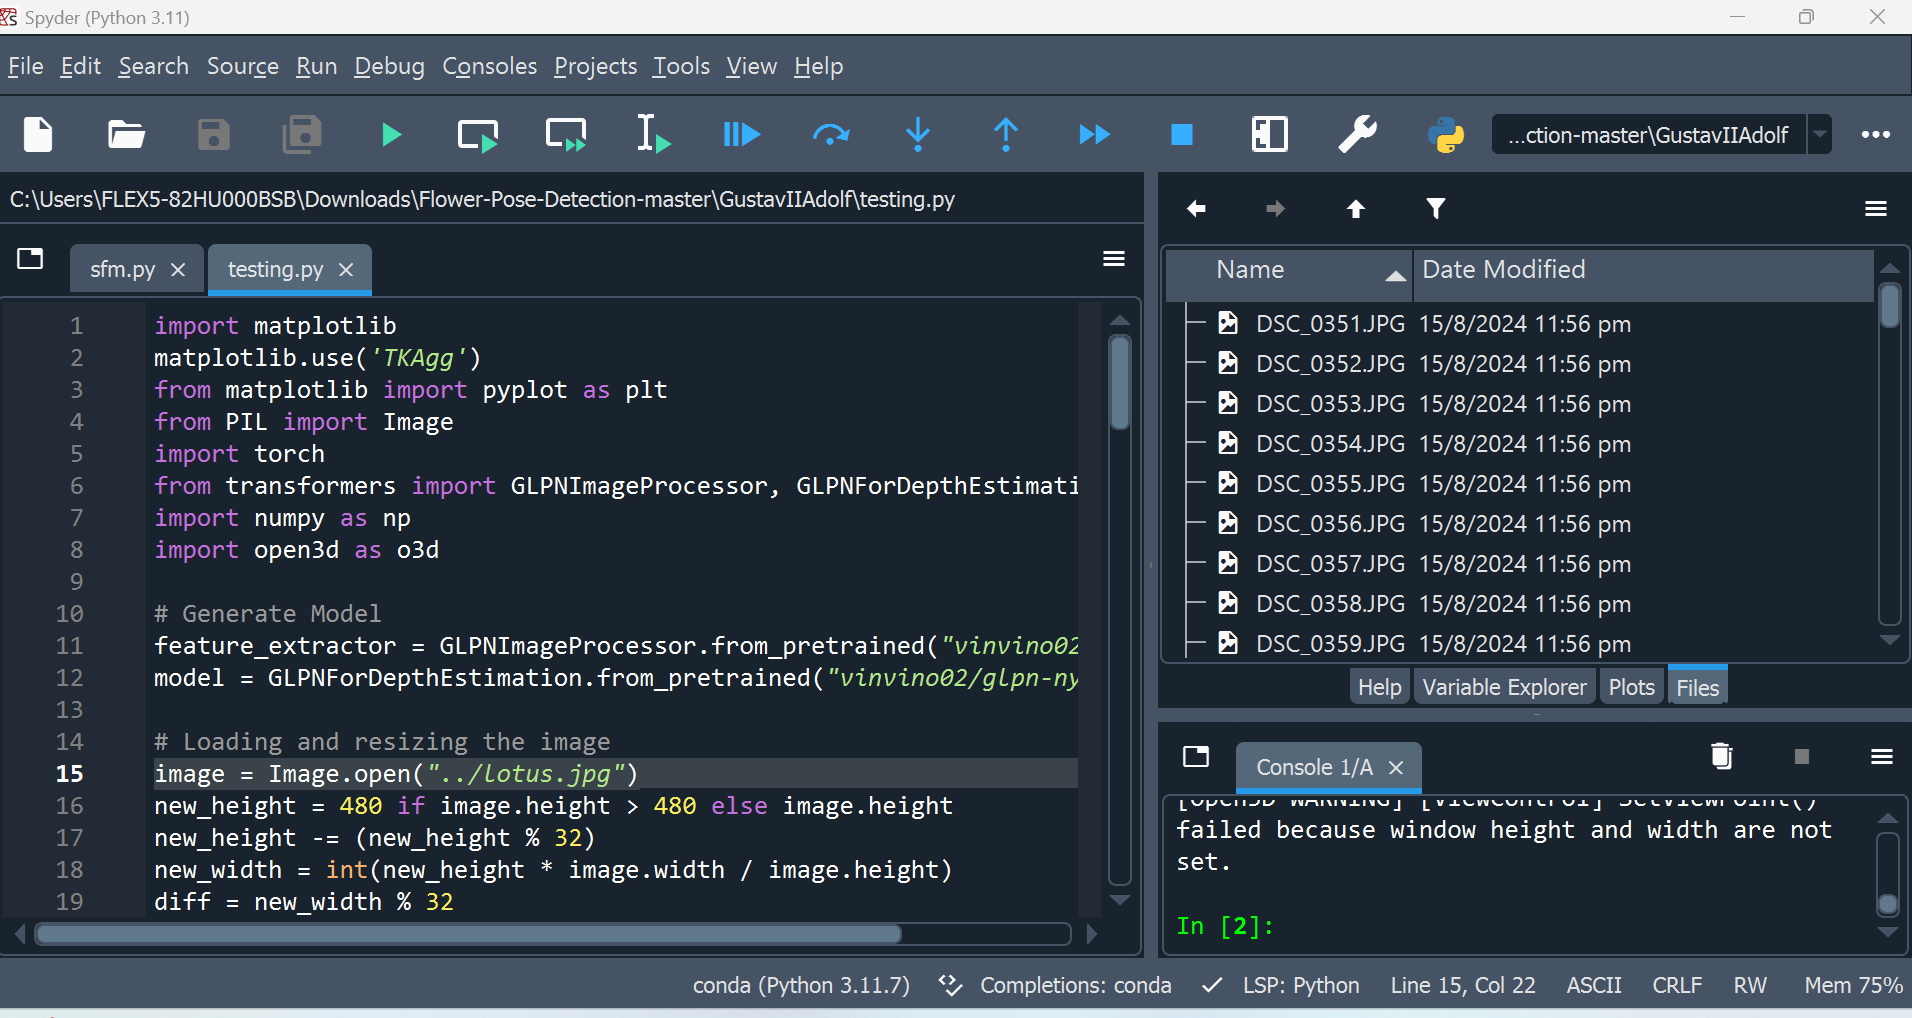 Spyder (Python 3.11)
File Edit Search Source Run Debug Consoles Projects Tools View Help
...ction-master\GustavIIAdolf
C:\Users\FLEX5-82HU000BSB\Downloads\Flower-Pose-Detection-master\GustavIIAdolf\testing.py
sfm.py
testing.py
1 import matplotlib
2 matplotlib.use('TKAgg')
3 from matplotlib import pyplot as plt
4 from PIL import Image
5 import torch
6 from transformers import GLPNImageProcessor, GLPNForDepthEstimati
7 import numpy as np
8 import open3d as o3d
9
10 # Generate Model
11 feature_extractor = GLPNImageProcessor.from_pretrained("vinvino02
12 model = GLPNForDepthEstimation.from_pretrained("vinvino02/glpn-ny
13
14 # Loading and resizing the image
15 image = Image.open("../lotus.jpg")
16 new_height = 480 if image.height > 480 else image.height
17 new_height -= (new_height % 32)
18 new_width = int(new_height * image.width / image.height)
19 diff = new_width % 32
Name Date Modified
DSC_0351.JPG 15/8/2024 11:56 pm
DSC_0352.JPG 15/8/2024 11:56 pm
DSC_0353.JPG 15/8/2024 11:56 pm
DSC_0354.JPG 15/8/2024 11:56 pm
DSC_0355.JPG 15/8/2024 11:56 pm
DSC_0356.JPG 15/8/2024 11:56 pm
DSC_0357.JPG 15/8/2024 11:56 pm
DSC_0358.JPG 15/8/2024 11:56 pm
DSC_0359.JPG 15/8/2024 11:56 pm
Help Variable Explorer Plots Files
Console 1/A
[Open3D WARNING] [ViewControl] SetViewPoint()
failed because window height and width are not
set.
In [2]:
conda (Python 3.11.7) Completions: conda LSP: Python Line 15, Col 22 ASCII CRLF RW Mem 75%